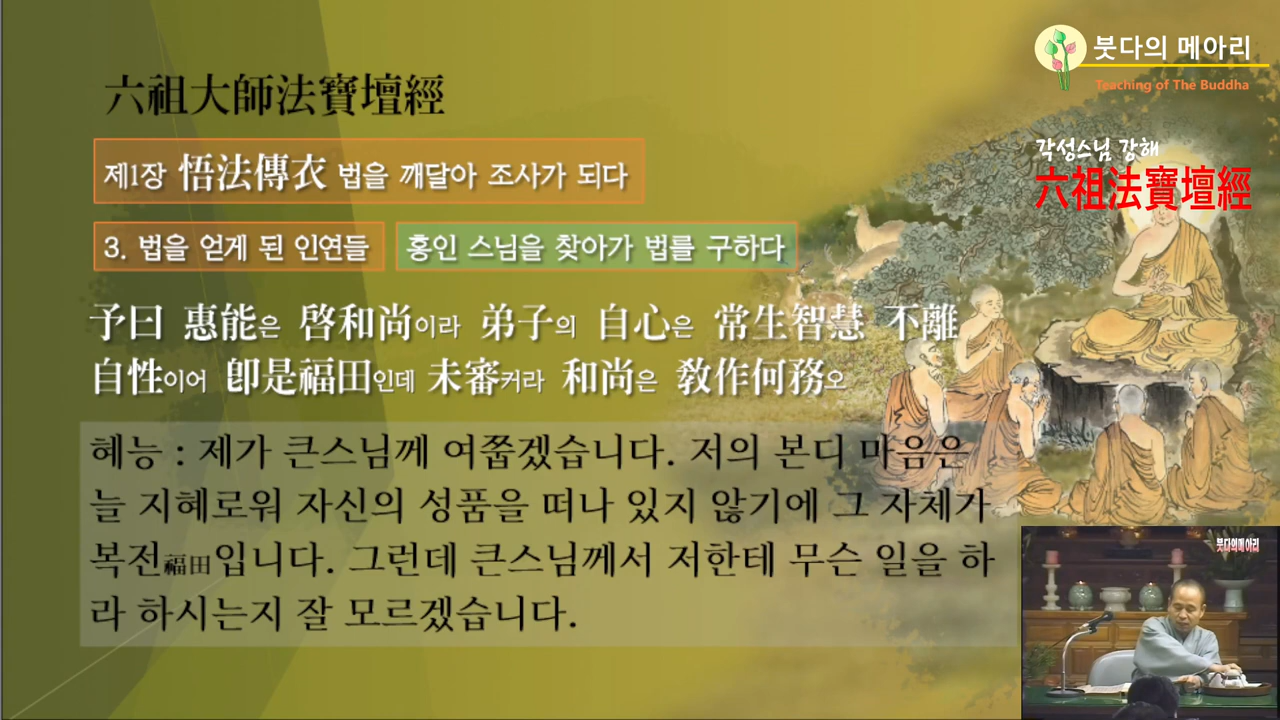 붓다의 메아리
Teaching of The Buddha
六祖大師法寶壇經
각성스님 강해
六祖法寶壇經
제1장 悟法傳衣 법을 깨달아 조사가 되다
3. 법을 얻게 된 인연들
홍인 스님을 찾아가 법를 구하다
予曰 惠能은 啓和尙이라 弟子의 自心은 常生智慧 不離
自性이어 卽是福田인데 未審커라 和尙은 敎作何務오
혜능 : 제가 큰스님께 여쭙겠습니다. 저의 본디 마음은
늘 지혜로워 자신의 성품을 떠나 있지 않기에 그 자체가
복전福田입니다. 그런데 큰스님께서 저한테 무슨 일을 하
라 하시는지 잘 모르겠습니다.
붓다의메아리